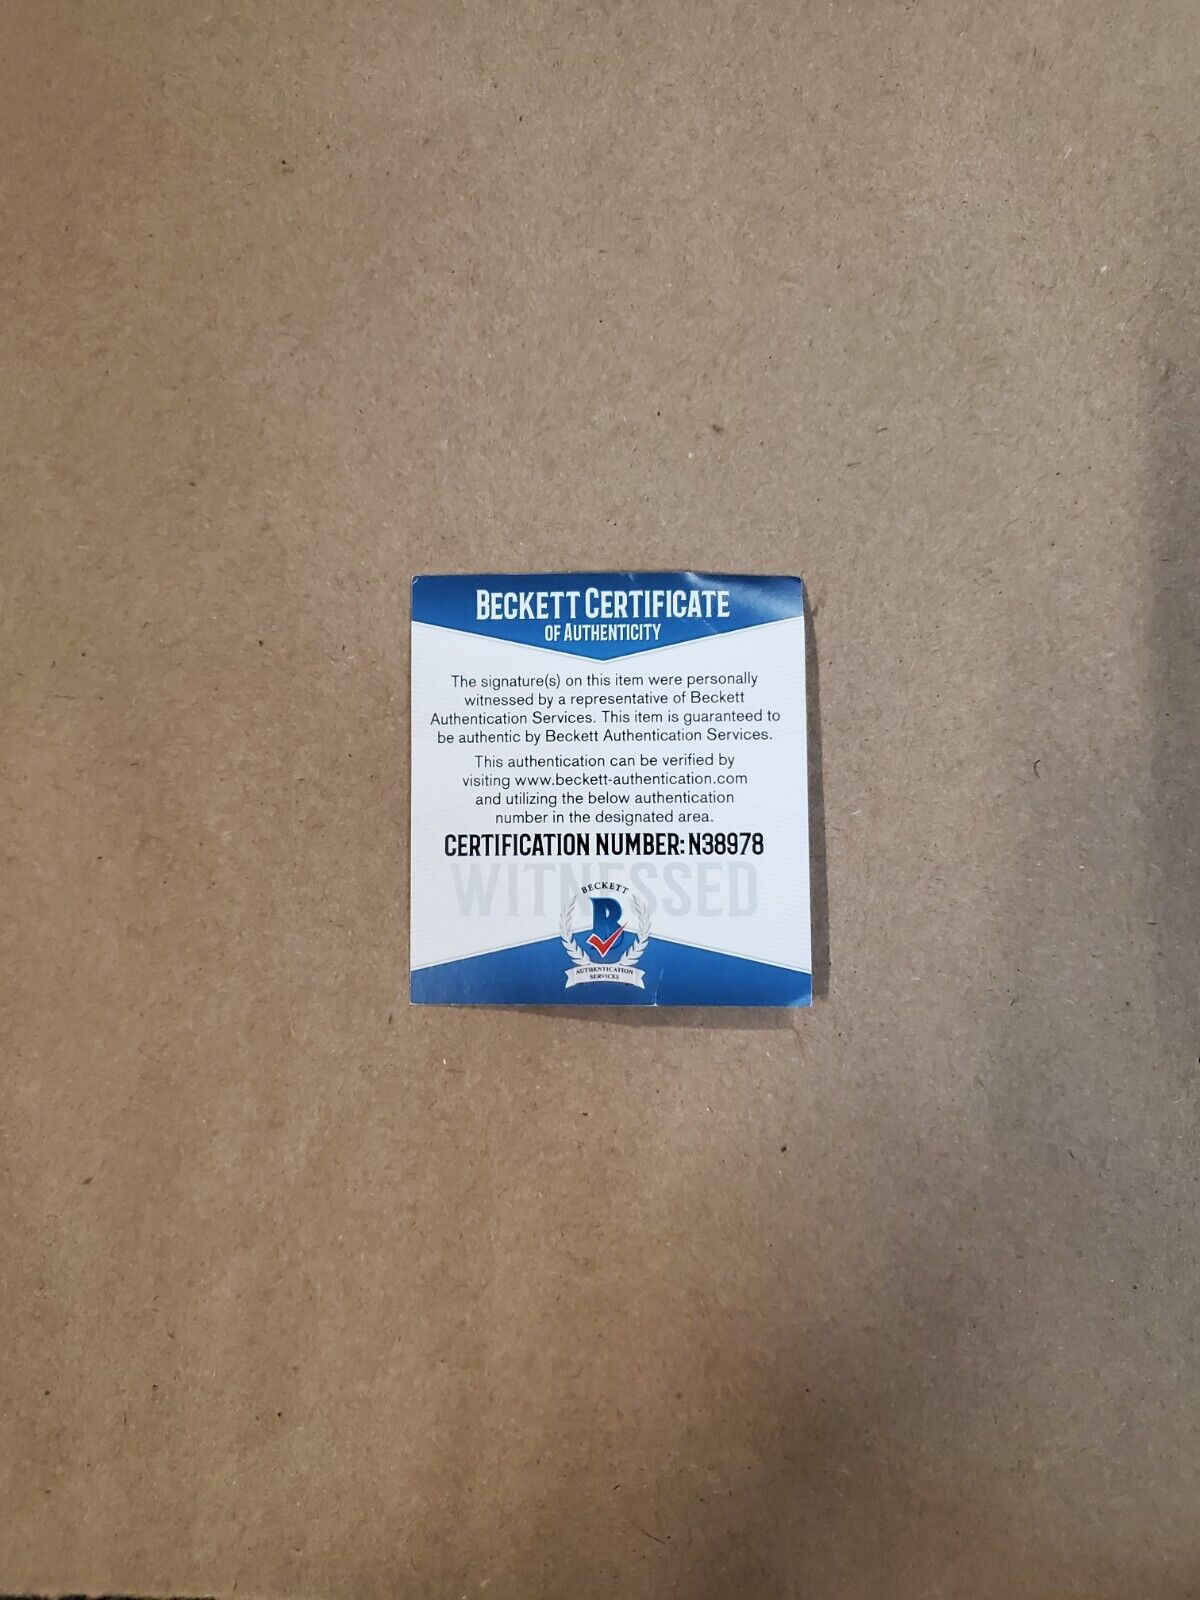 BECKETT CERTIFICATE
OF AUTHENTICITY
The signature(s) on this item were personally
witnessed by a representative of Beckett
Authentication Services. This item is guaranteed to
be authentic by Beckett Authentication Services.
This authentication can be verified by
visiting www.beckett-authentication.com
and utilizing the below authentication
number in the designated area.
CERTIFICATION NUMBER: N38978
WITNESSED
BECKETT
B
AUTHENTICATION
SERVICES